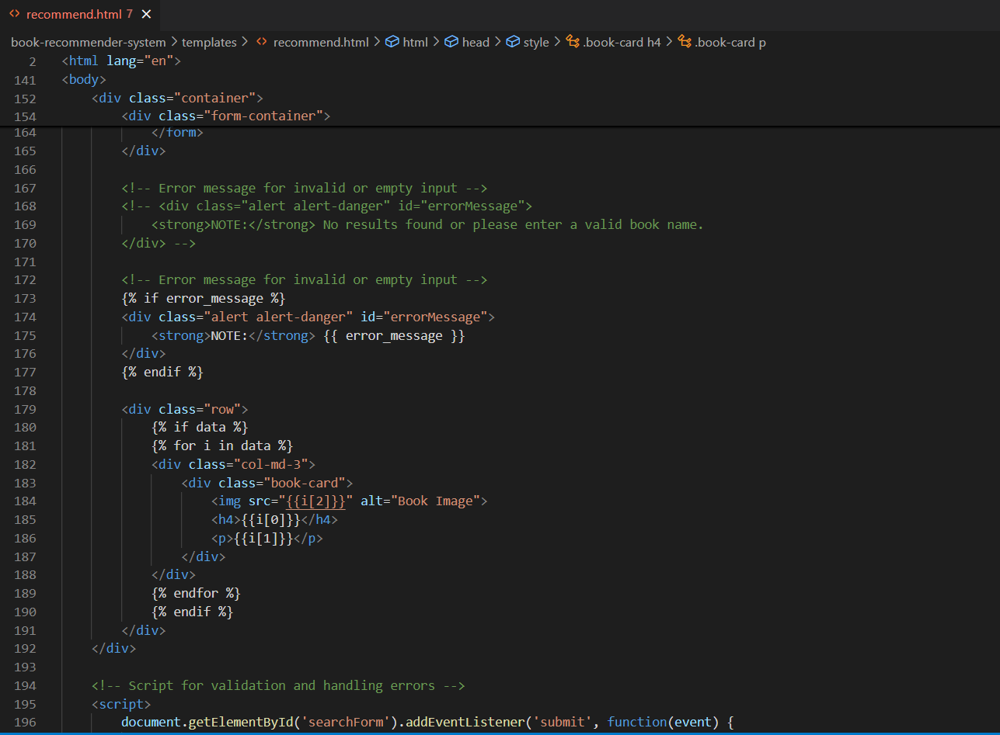 recommend.html 7
book-recommender-system > templates > recommend.html > html > head > style > .book-card h4 > .book-card p
2 <html lang="en">
141 <body>
152 <div class="container">
154 <div class="form-container">
164 </form>
165 </div>
166
167 <!-- Error message for invalid or empty input -->
168 <!-- <div class="alert alert-danger" id="errorMessage">
169 <strong>NOTE:</strong> No results found or please enter a valid book name.
170 </div> -->
171
172 <!-- Error message for invalid or empty input -->
173 {% if error_message %}
174 <div class="alert alert-danger" id="errorMessage">
175 <strong>NOTE:</strong> {{ error_message }}
176 </div>
177 {% endif %}
178
179 <div class="row">
180 {% if data %}
181 {% for i in data %}
182 <div class="col-md-3">
183 <div class="book-card">
184 <img src="{{i[2]}}" alt="Book Image">
185 <h4>{{i[0]}}</h4>
186 <p>{{i[1]}}</p>
187 </div>
188 </div>
189 {% endfor %}
190 {% endif %}
191 </div>
192 </div>
193
194 <!-- Script for validation and handling errors -->
195 <script>
196 document.getElementById('searchForm').addEventListener('submit', function(event) {